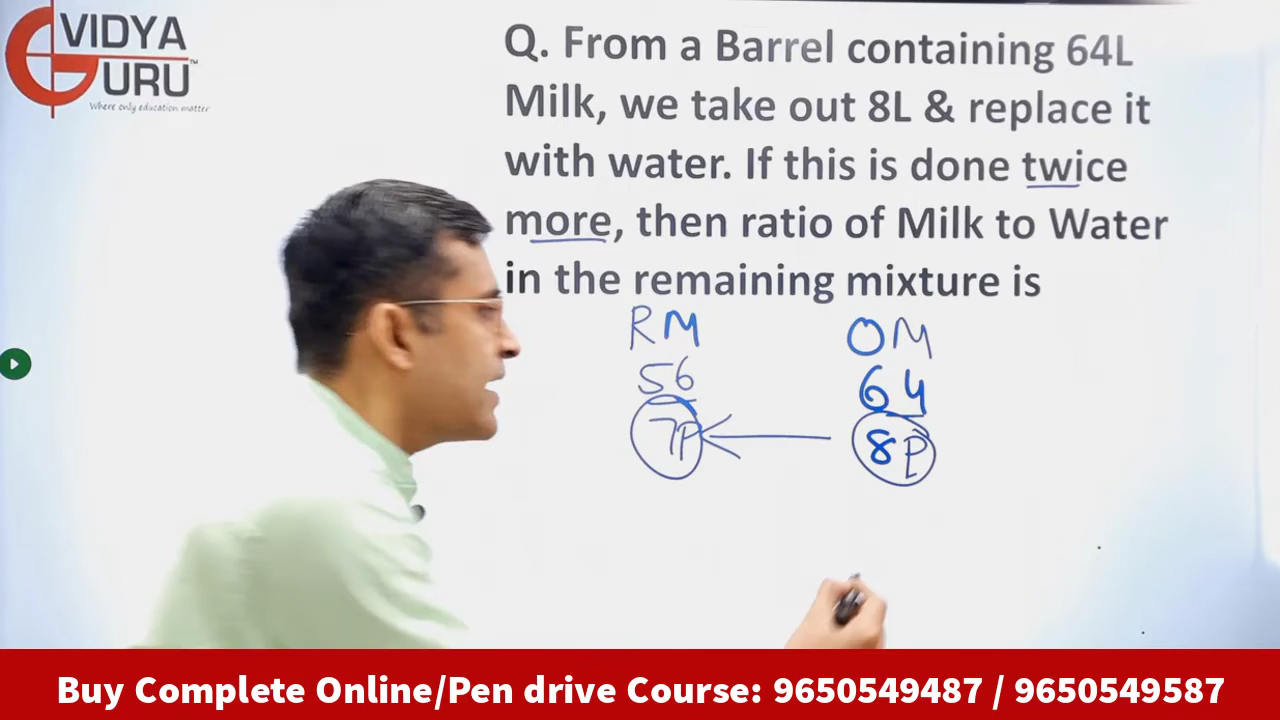 VIDYA
GURU™
Where only education matter
Q. From a Barrel containing 64L
Milk, we take out 8L & replace it
with water. If this is done twice
more, then ratio of Milk to Water
in the remaining mixture is
RM OM
56 64
7P 8P
Buy Complete Online/Pen drive Course: 9650549487 / 9650549587